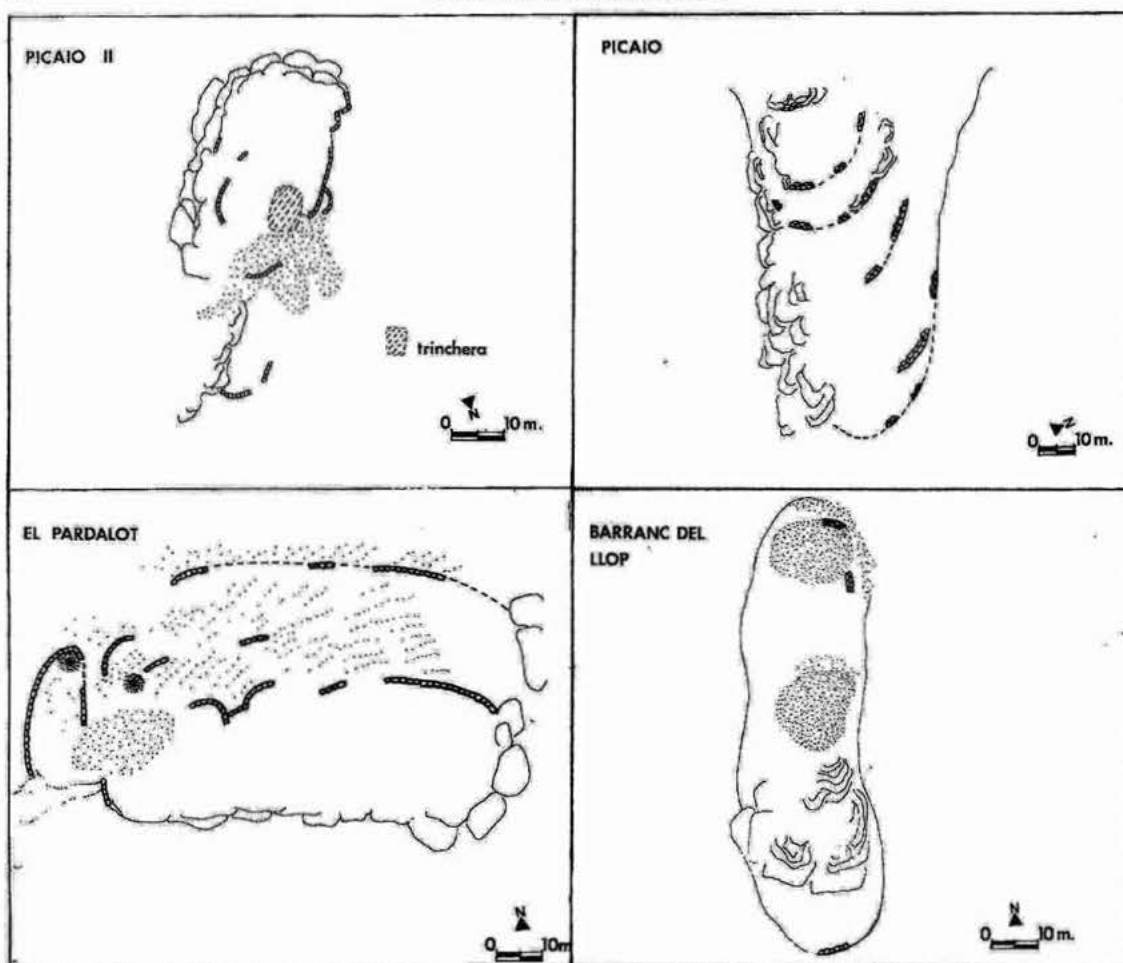 PICAIO II
trinchera
N
0 10 m.
PICAIO
N
0 10 m.
EL PARDALOT
N
0 10m
BARRANC DEL
LLOP
N
0 10 m.